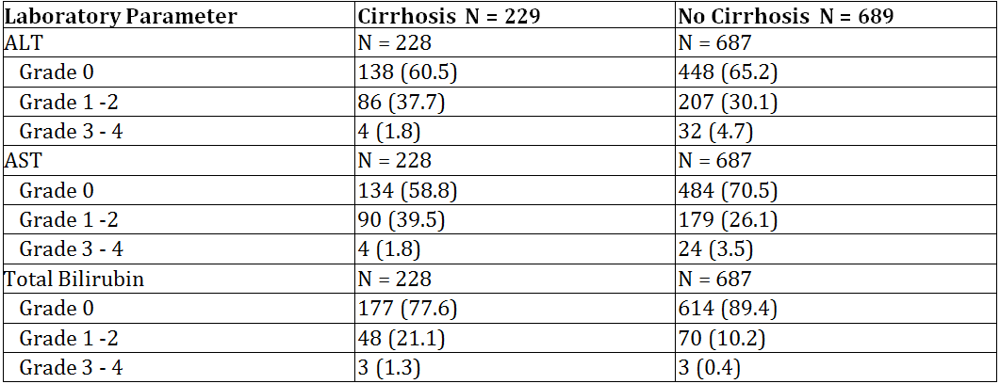 Laboratory Parameter Cirrhosis N = 229 No Cirrhosis N = 689
ALT N = 228 N = 687
Grade 0 138 (60.5) 448 (65.2)
Grade 1 -2 86 (37.7) 207 (30.1)
Grade 3 - 4 4 (1.8) 32 (4.7)
AST N = 228 N = 687
Grade 0 134 (58.8) 484 (70.5)
Grade 1 -2 90 (39.5) 179 (26.1)
Grade 3 - 4 4 (1.8) 24 (3.5)
Total Bilirubin N = 228 N = 687
Grade 0 177 (77.6) 614 (89.4)
Grade 1 -2 48 (21.1) 70 (10.2)
Grade 3 - 4 3 (1.3) 3 (0.4)